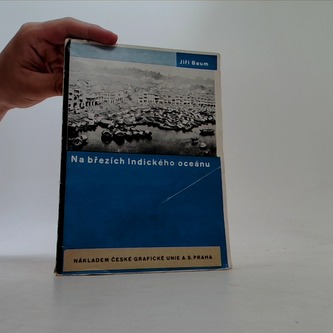 Jiří Baum
Na březích Indického oceánu
NÁKLADEM ČESKÉ GRAFICKÉ UNIE A. S. PRAHA